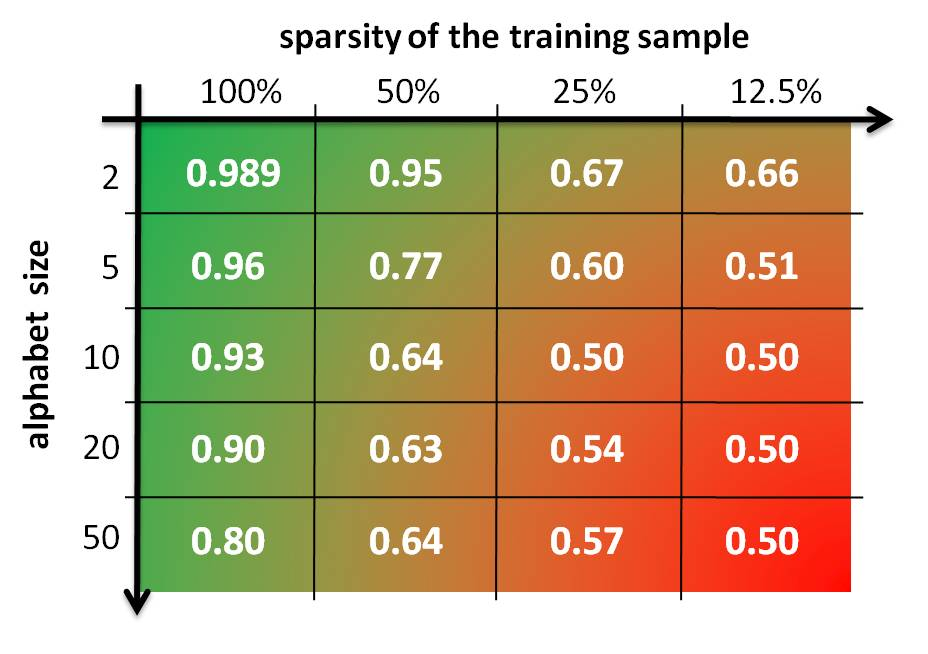 sparsity of the training sample
100% 50% 25% 12.5%
alphabet size
2 0.989 0.95 0.67 0.66
5 0.96 0.77 0.60 0.51
10 0.93 0.64 0.50 0.50
20 0.90 0.63 0.54 0.50
50 0.80 0.64 0.57 0.50